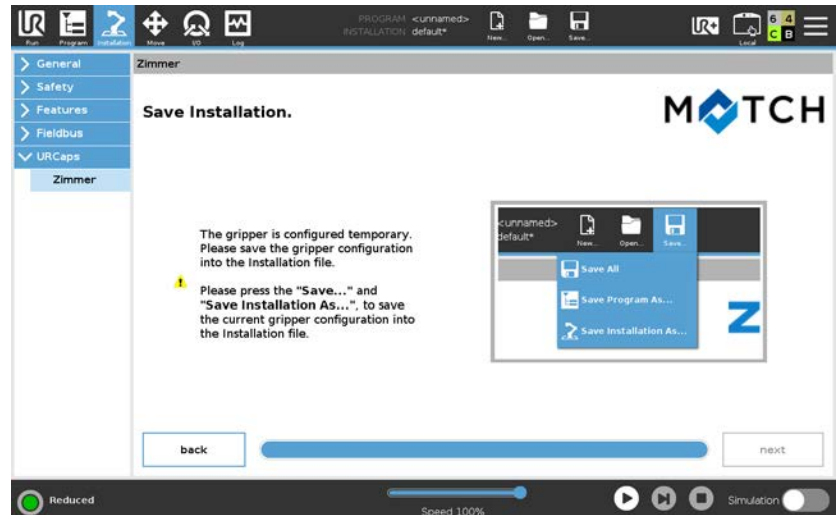 PROGRAM <unnamed>
INSTALLATION default*
Run Program Installation Move I/O Log New... Open... Save... UR+ Local 6 4 C B
General
Zimmer
Safety
Features
Fieldbus
URCaps
Zimmer
Save Installation.
MATCH
The gripper is configured temporary.
Please save the gripper configuration
into the Installation file.
Please press the "Save..." and
"Save Installation As...", to save
the current gripper configuration into
the Installation file.
<unnamed>
default*
New... Open... Save...
Save All
Save Program As...
Save Installation As...
Z
back
next
Reduced
Speed 100%
Simulation